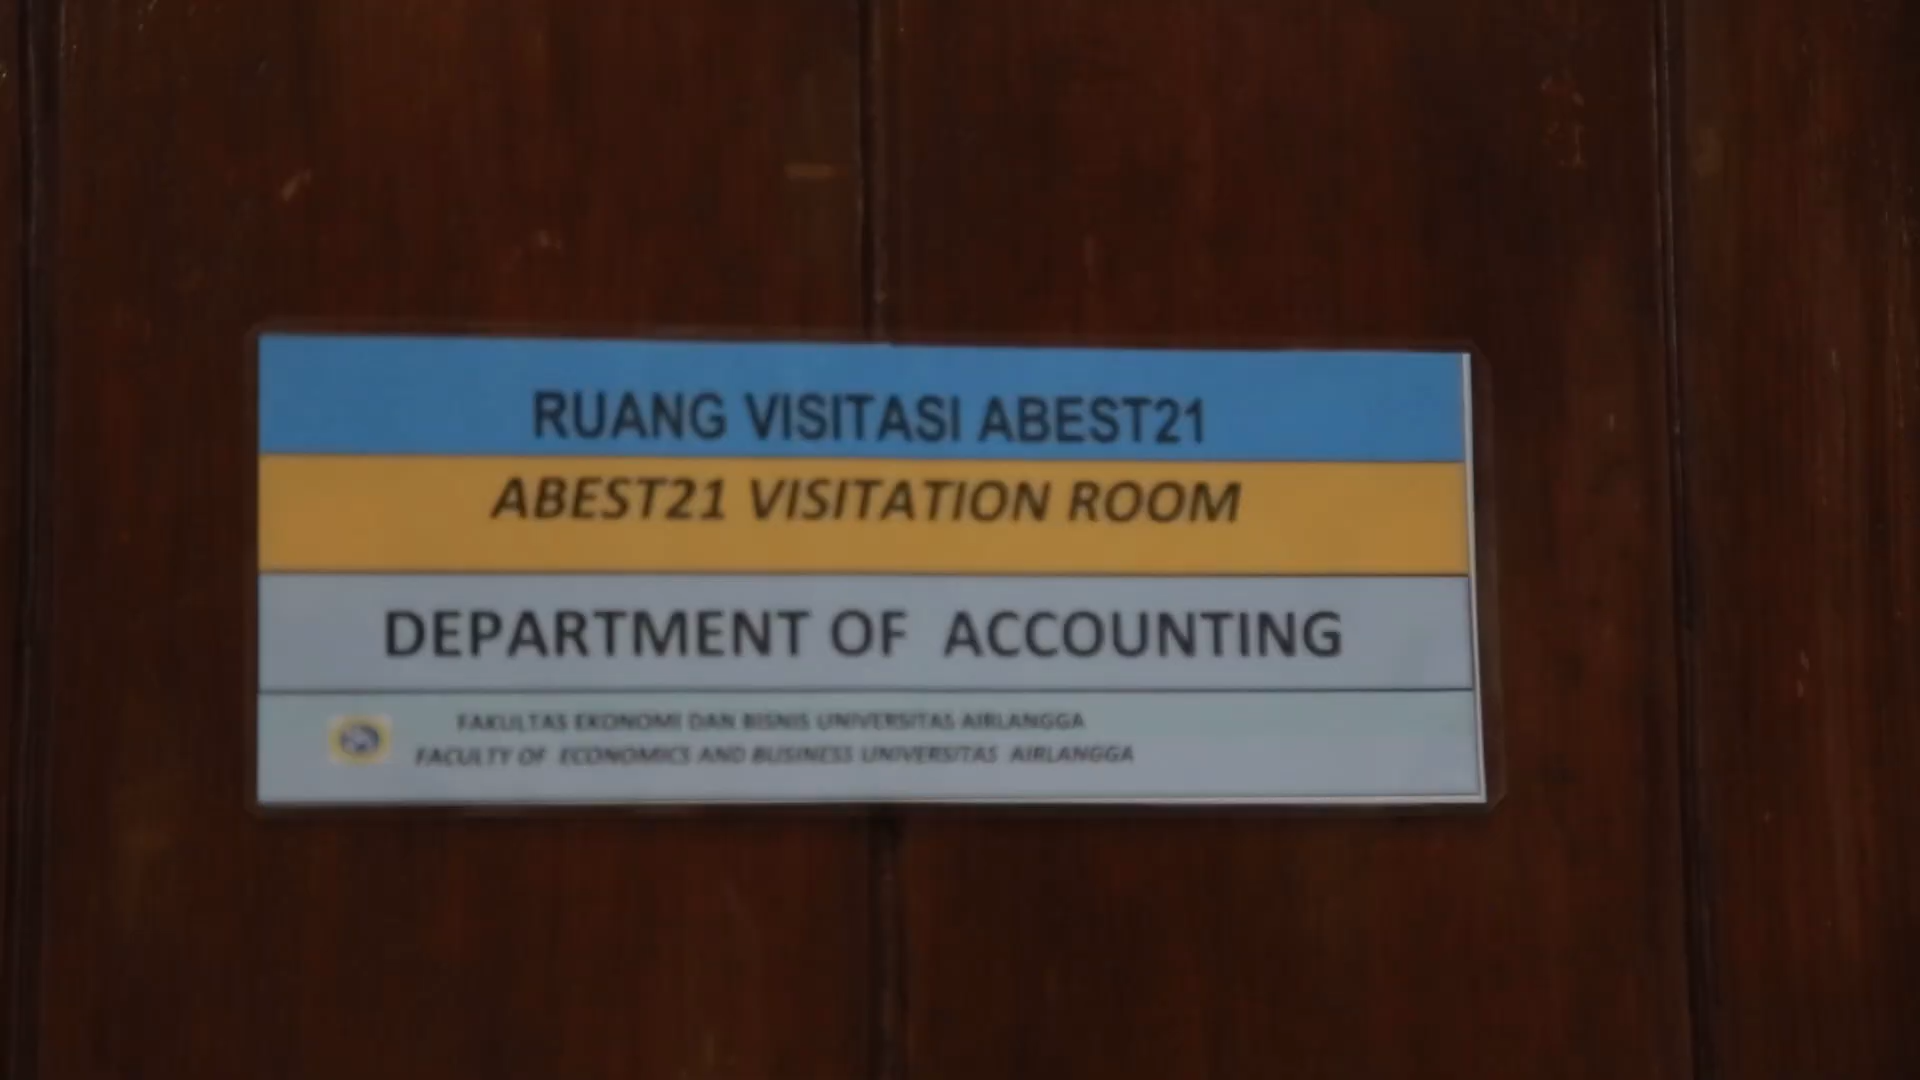 RUANG VISITASI ABEST21
ABEST21 VISITATION ROOM
DEPARTMENT OF ACCOUNTING
FAKULTAS EKONOMI DAN BISNIS UNIVERSITAS AIRLANGGA
FACULTY OF ECONOMICS AND BUSINESS UNIVERSITAS AIRLANGGA